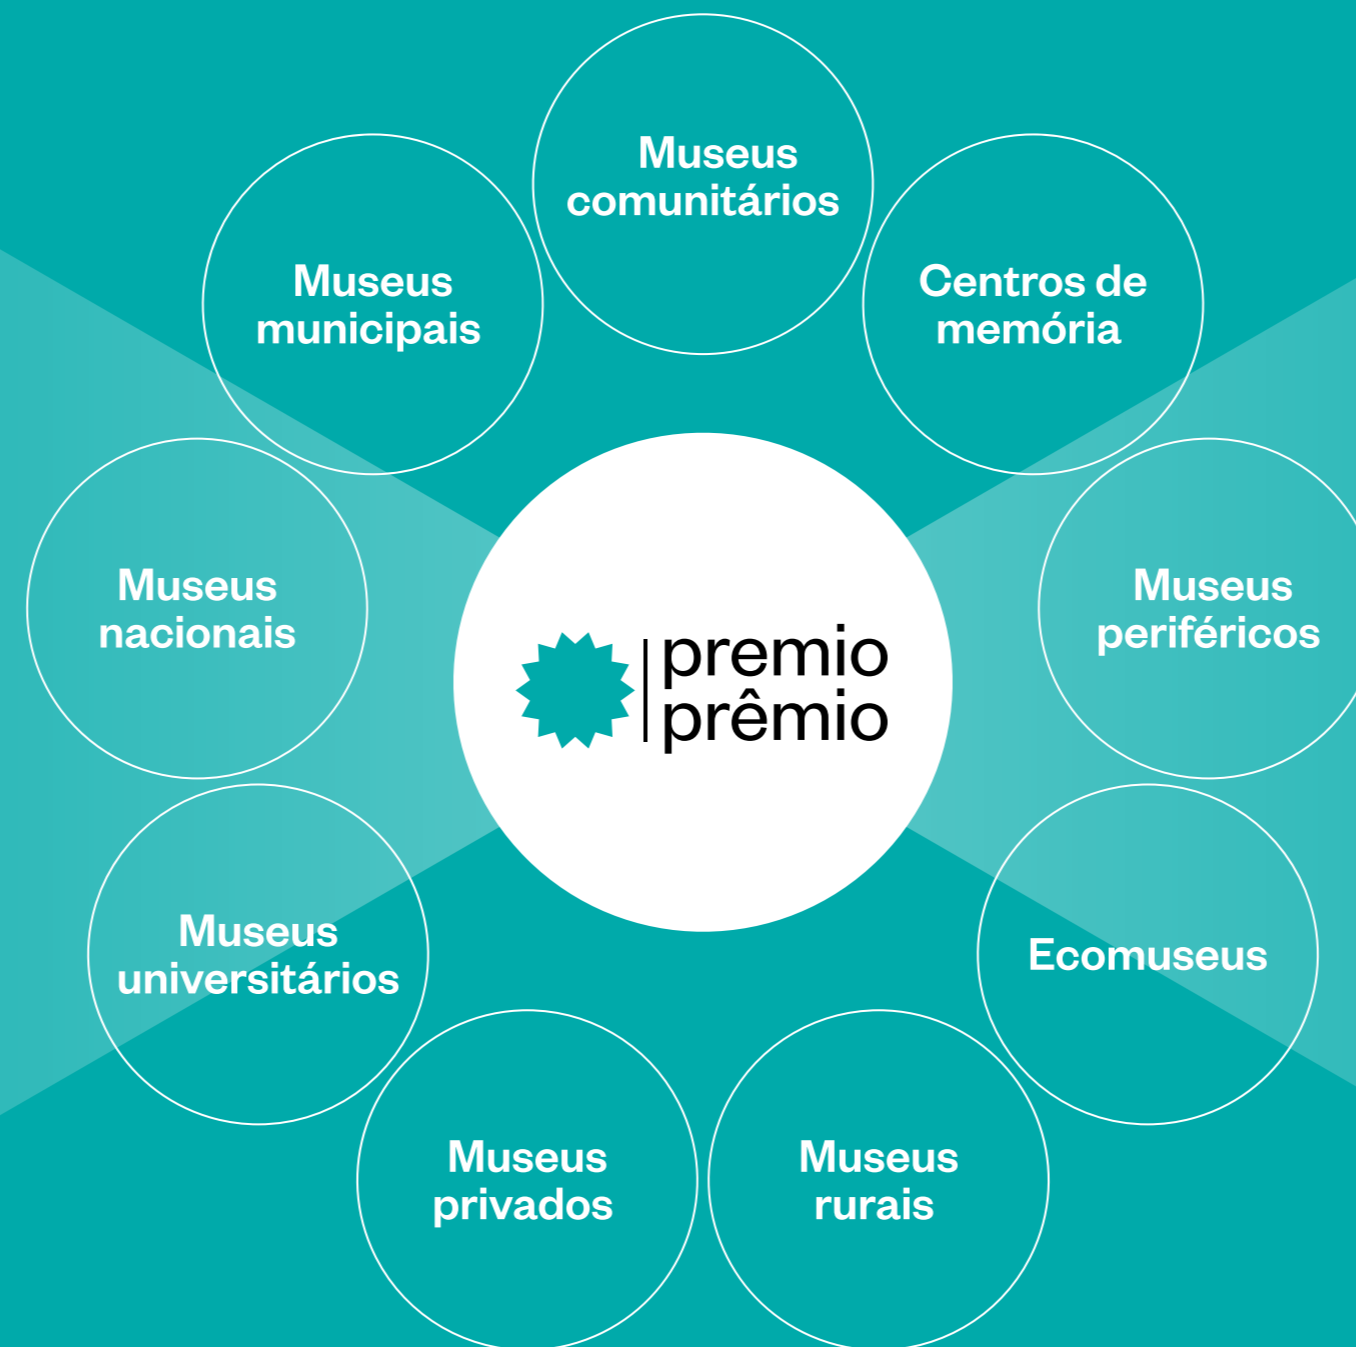 Museus
comunitários
Museus
municipais
Centros de
memória
Museus
nacionais
Museus
periféricos
premio
prêmio
Museus
universitários
Ecomuseus
Museus
privados
Museus
rurais